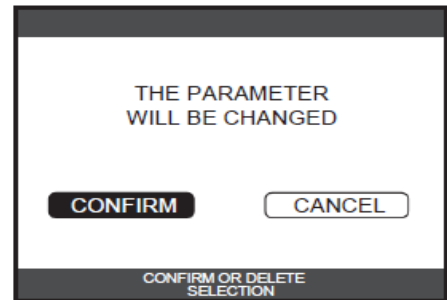 THE PARAMETER
WILL BE CHANGED
CONFIRM CANCEL
CONFIRM OR DELETE
SELECTION